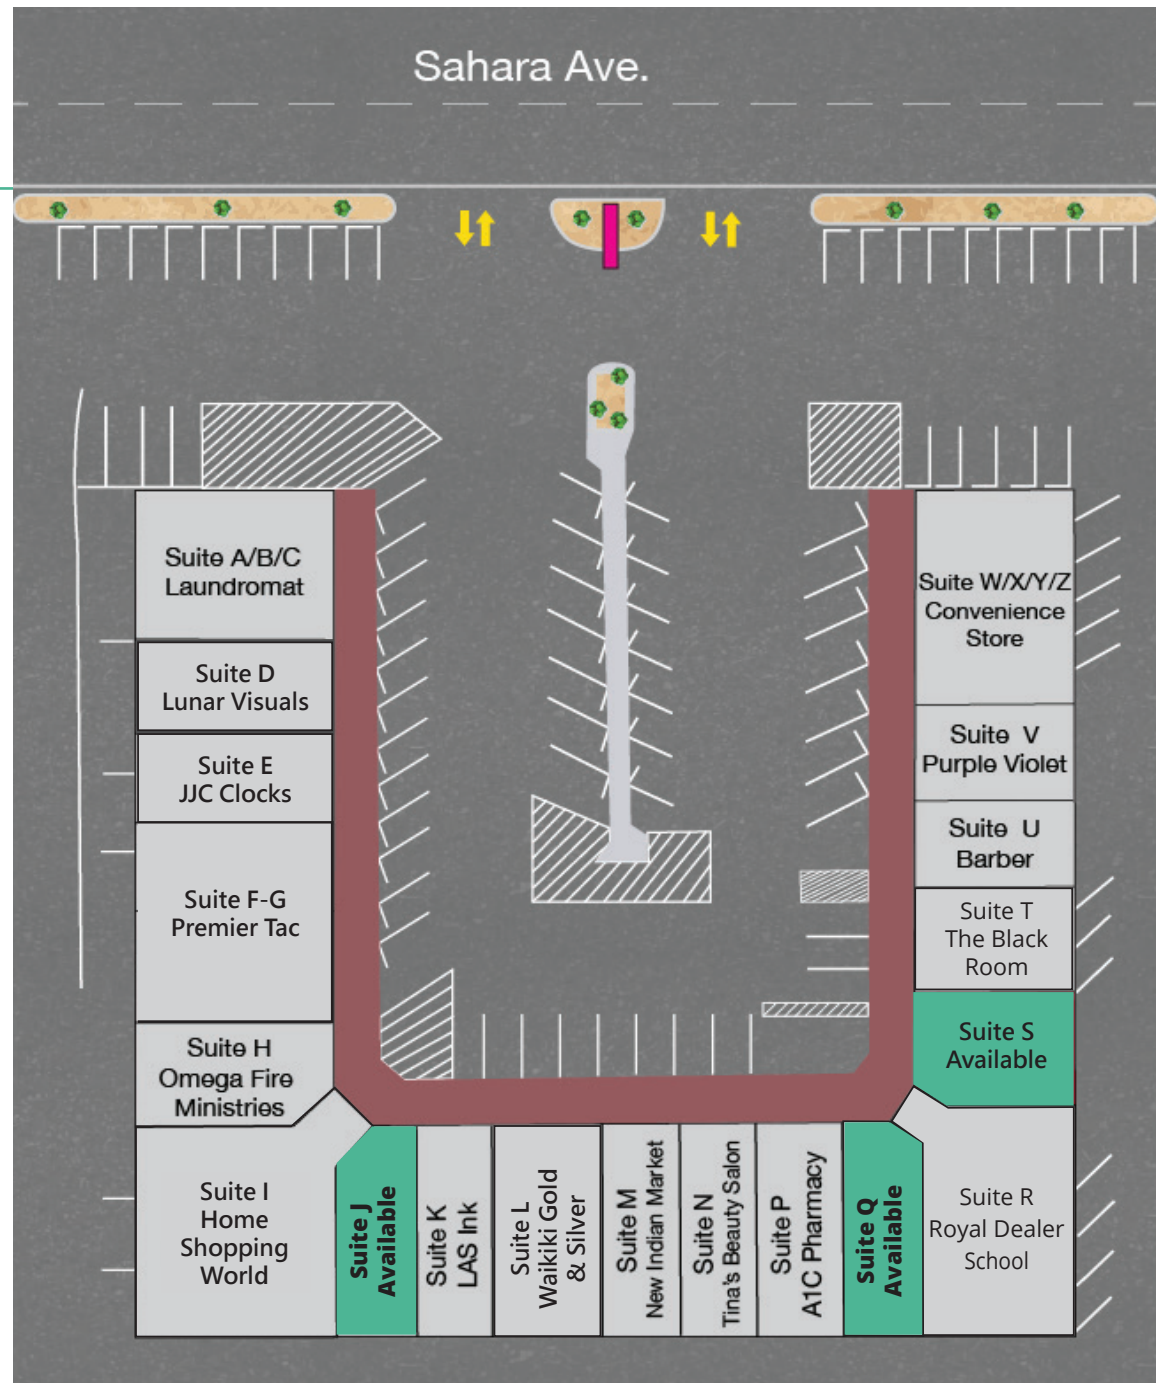 Sahara Ave.
Suite A/B/C
Laundromat
Suite D
Lunar Visuals
Suite E
JJC Clocks
Suite F-G
Premier Tac
Suite H
Omega Fire
Ministries
Suite I
Home
Shopping
World
Suite J
Available
Suite K
LAS Ink
Suite L
Waikiki Gold
& Silver
Suite M
New Indian Market
Suite N
Tina's Beauty Salon
Suite P
A1C Pharmacy
Suite Q
Available
Suite R
Royal Dealer
School
Suite S
Available
Suite T
The Black
Room
Suite U
Barber
Suite V
Purple Violet
Suite W/X/Y/Z
Convenience
Store